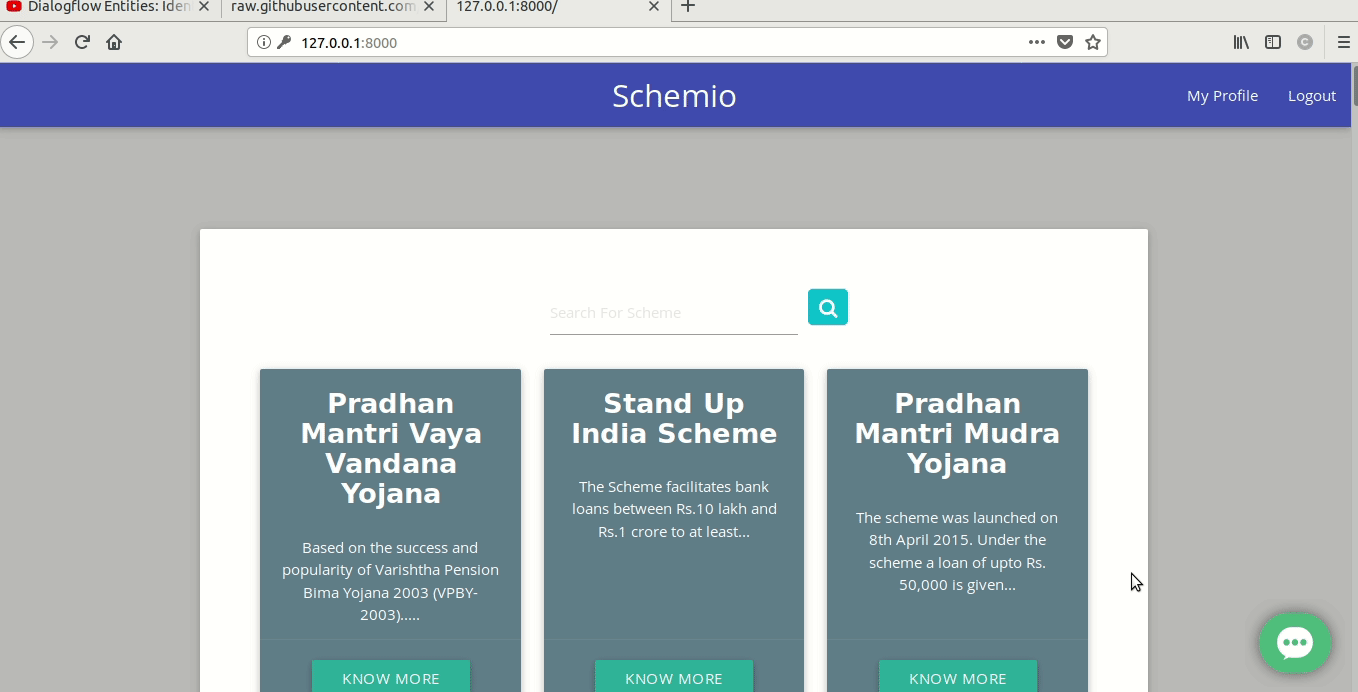 Dialogflow Entities: Iden
raw.githubusercontent.com
127.0.0.1:8000/
127.0.0.1:8000
Schemio
My Profile
Logout
Search For Scheme
Pradhan
Mantri Vaya
Vandana
Yojana
Based on the success and
popularity of Varishtha Pension
Bima Yojana 2003 (VPBY-
2003).....
KNOW MORE
Stand Up
India Scheme
The Scheme facilitates bank
loans between Rs.10 lakh and
Rs.1 crore to at least...
KNOW MORE
Pradhan
Mantri Mudra
Yojana
The scheme was launched on
8th April 2015. Under the
scheme a loan of upto Rs.
50,000 is given...
KNOW MORE